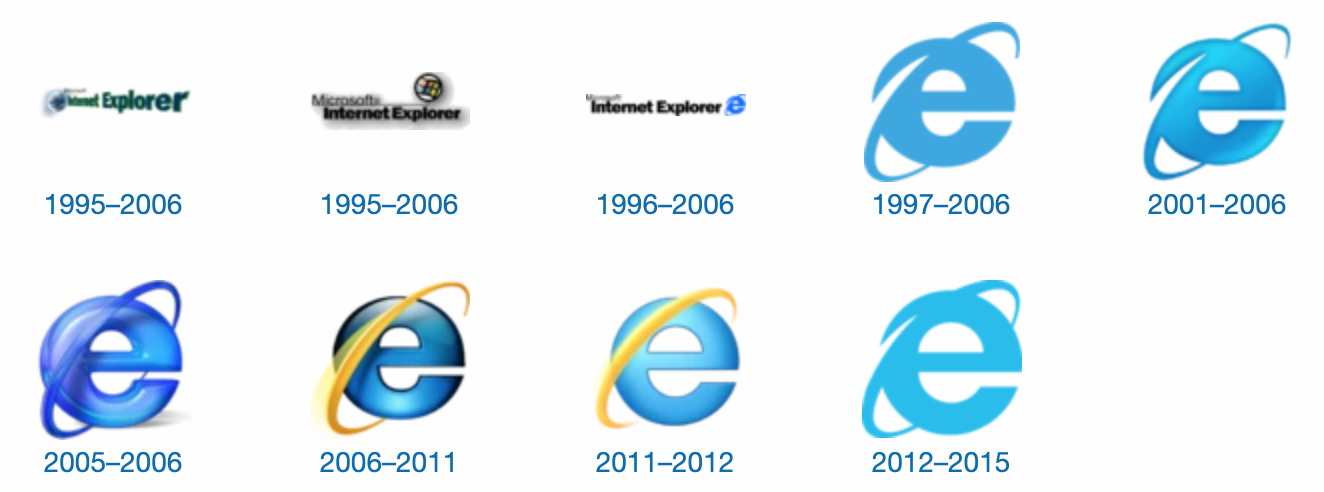 Internet Explorer
Microsoft®
Internet Explorer
Microsoft
Internet Explorer
1995–2006
1995–2006
1996–2006
1997–2006
2001–2006
2005–2006
2006–2011
2011–2012
2012–2015